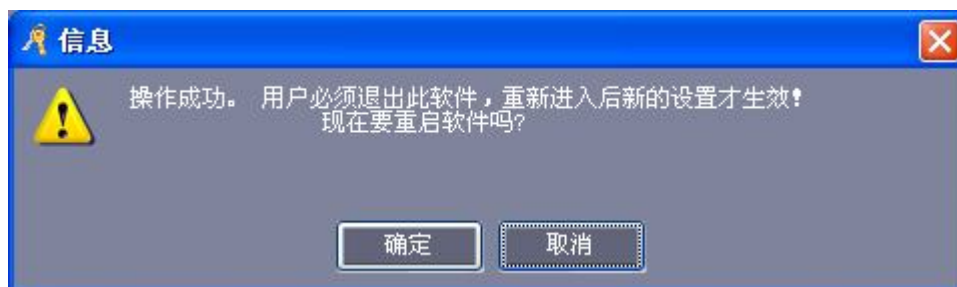 信息
操作成功。 用户必须退出此软件，重新进入后新的设置才生效！
现在要重启软件吗?
确定
取消